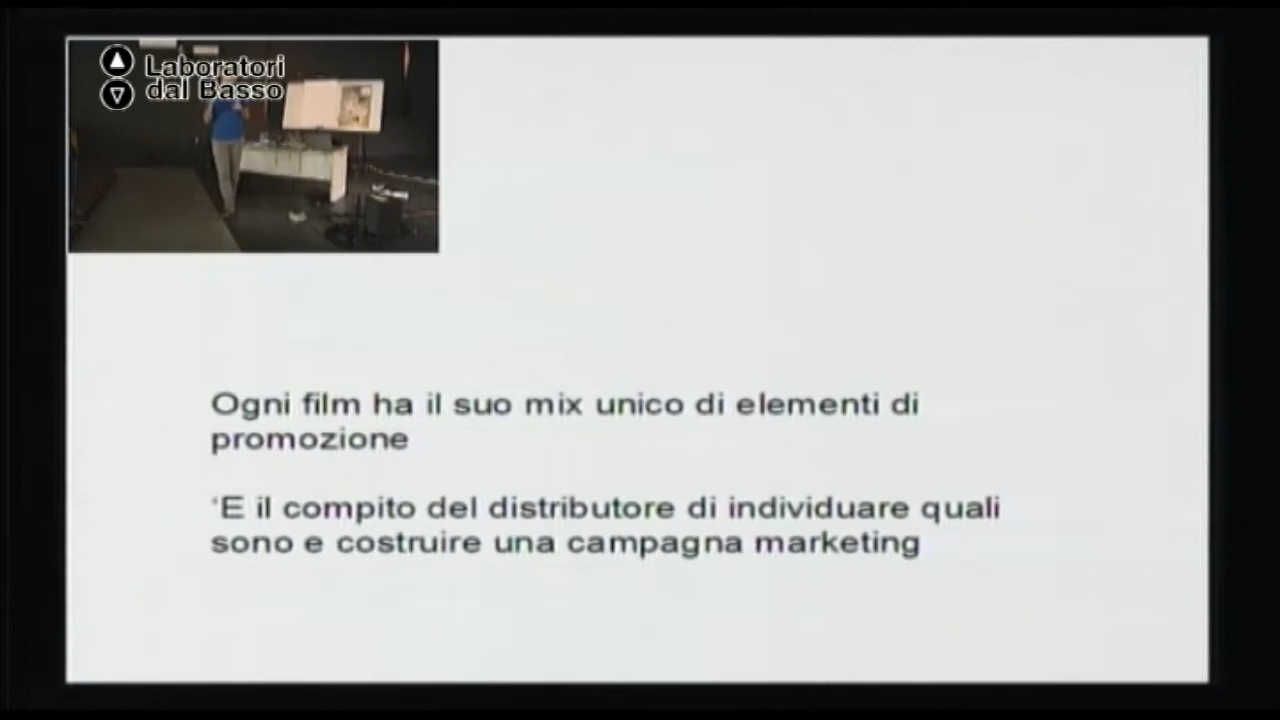 Laboratori
dal Basso
Ogni film ha il suo mix unico di elementi di
promozione
‘E il compito del distributore di individuare quali
sono e costruire una campagna marketing